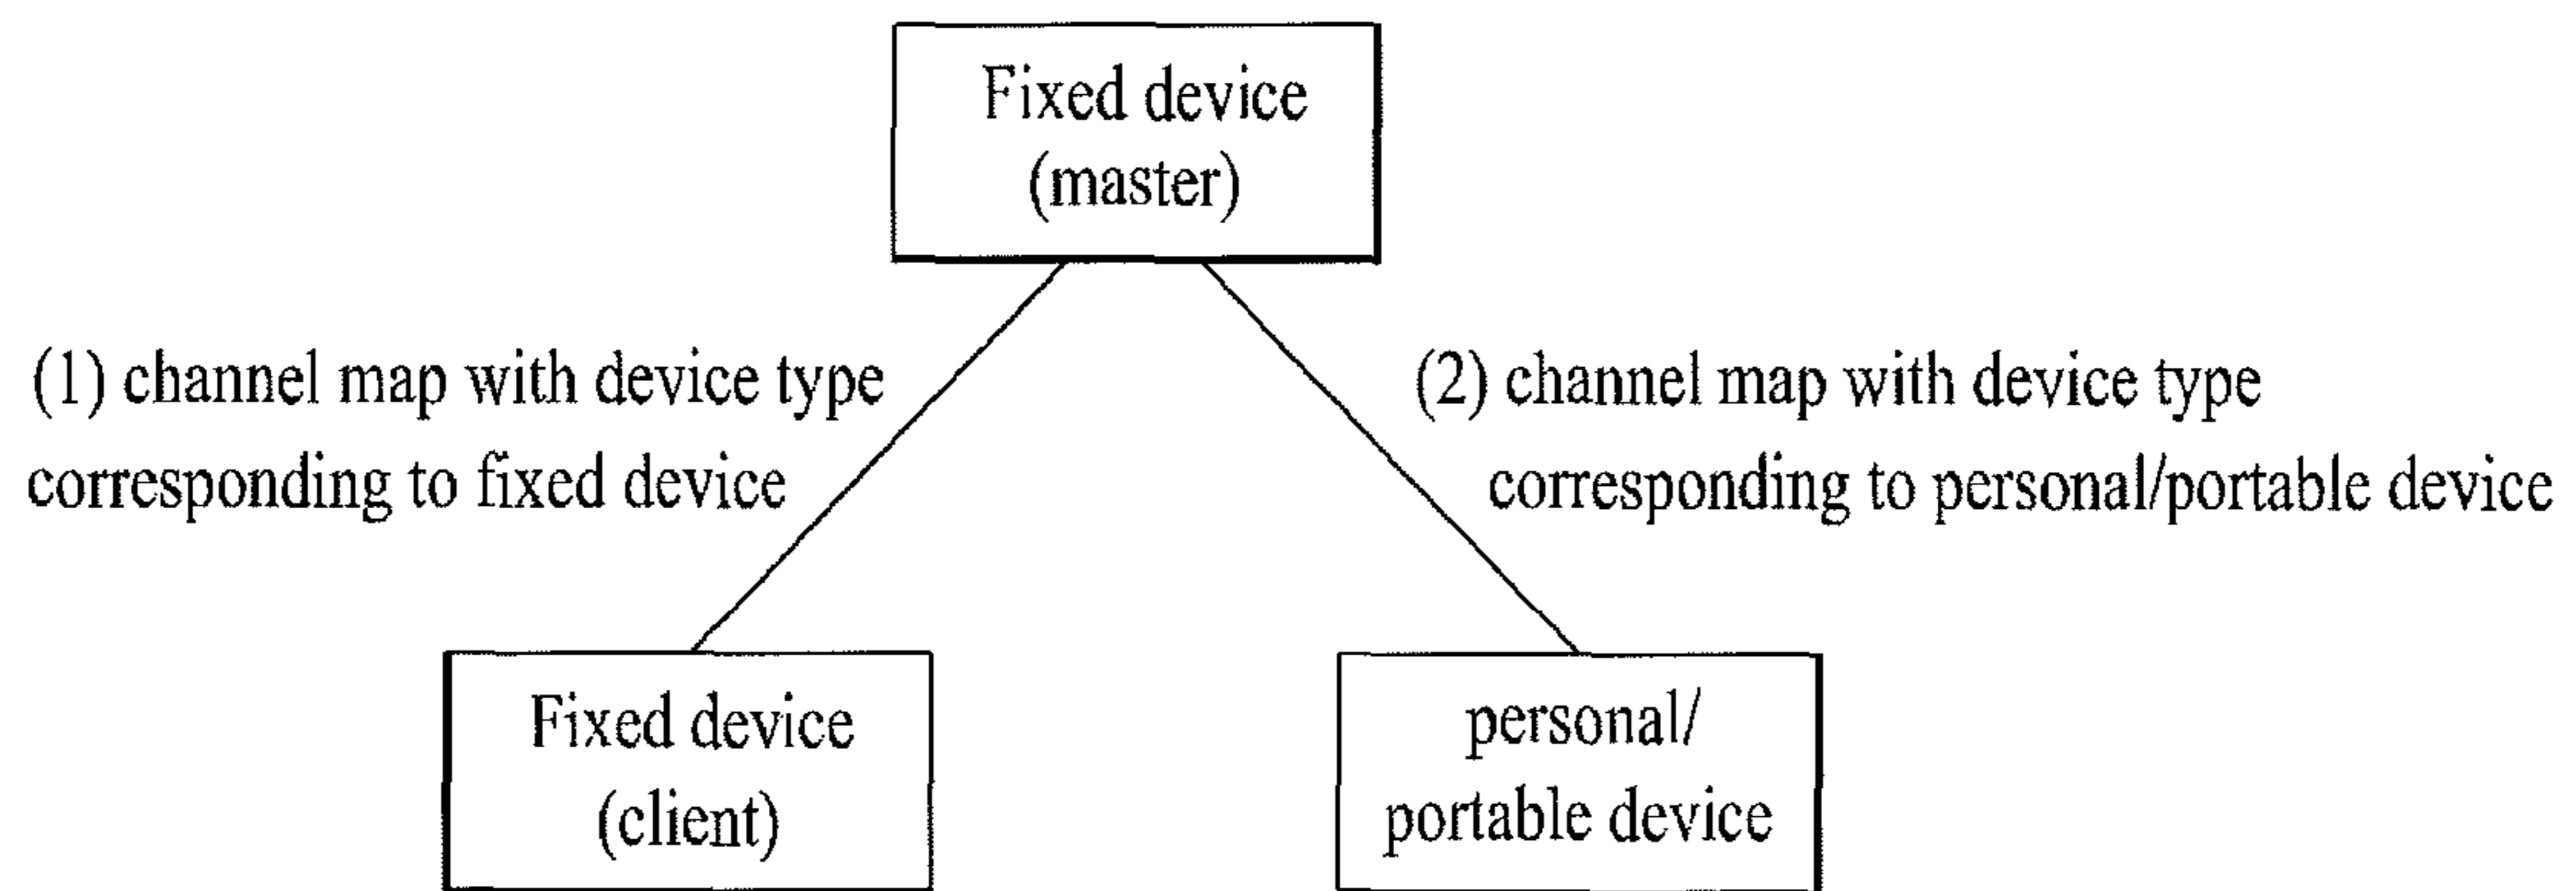 Fixed device
(master)
(1) channel map with device type
corresponding to fixed device
(2) channel map with device type
corresponding to personal/portable device
Fixed device
(client)
personal/
portable device